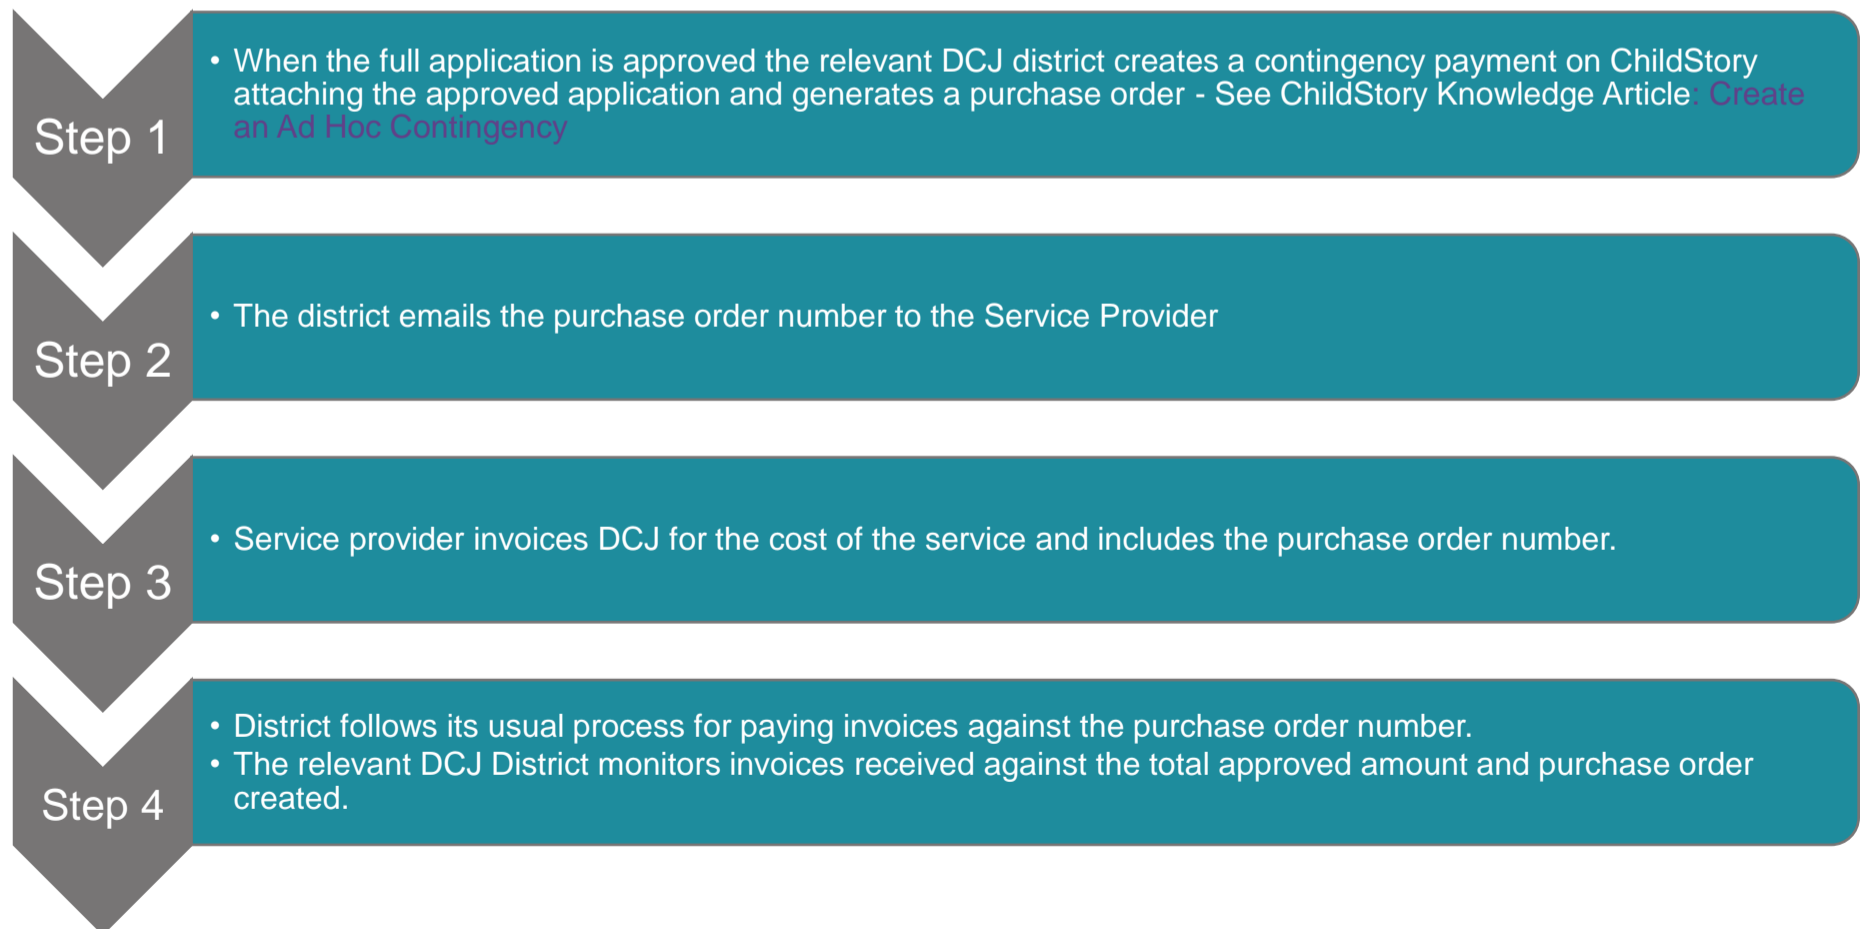 Step 1
• When the full application is approved the relevant DCJ district creates a contingency payment on ChildStory
attaching the approved application and generates a purchase order - See ChildStory Knowledge Article: Create
an Ad Hoc Contingency
Step 2
• The district emails the purchase order number to the Service Provider
Step 3
• Service provider invoices DCJ for the cost of the service and includes the purchase order number.
Step 4
• District follows its usual process for paying invoices against the purchase order number.
• The relevant DCJ District monitors invoices received against the total approved amount and purchase order
created.